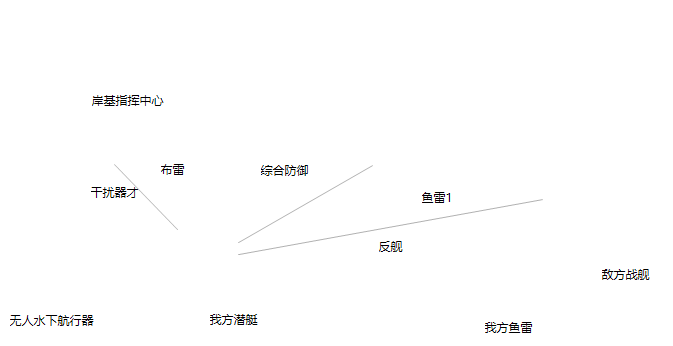 岸基指挥中心
布雷
综合防御
干扰器才
鱼雷1
反舰
敌方战舰
无人水下航行器
我方潜艇
我方鱼雷